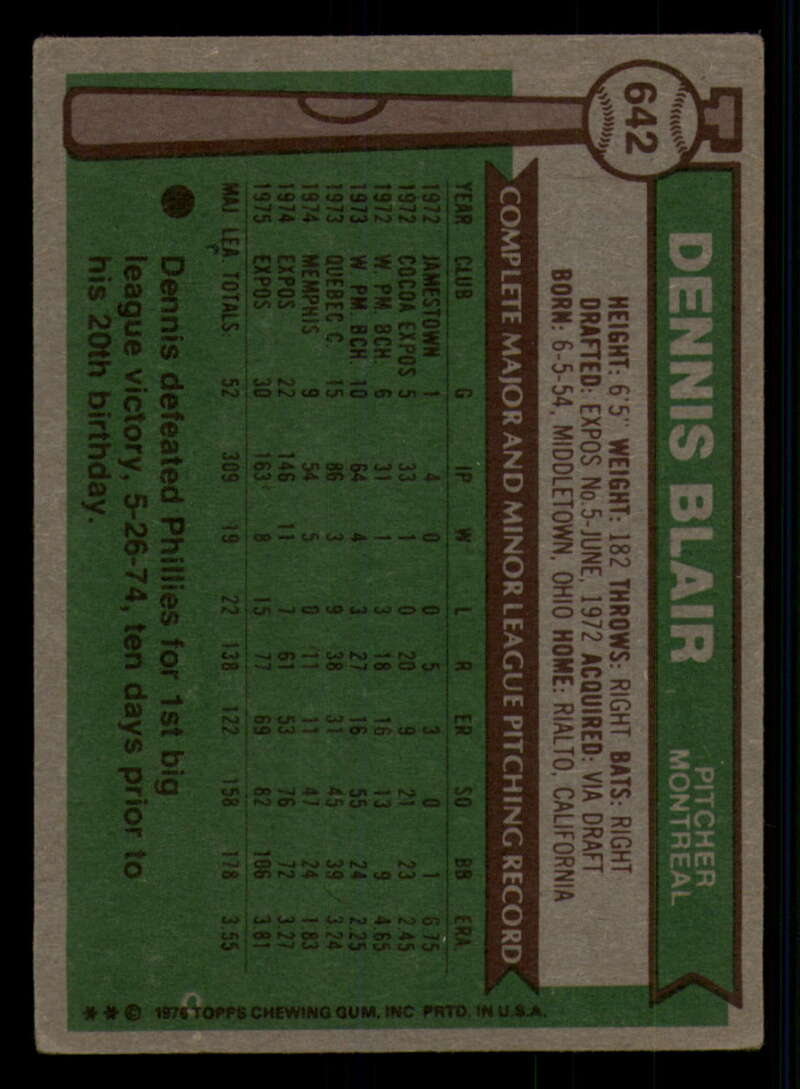 642
DENNIS BLAIR
PITCHER
MONTREAL
HEIGHT: 6'5" WEIGHT: 182 THROWS: RIGHT BATS: RIGHT
DRAFTED: EXPOS No.5-JUNE, 1972 ACQUIRED: VIA DRAFT
BORN: 6-5-54, MIDDLETOWN, OHIO HOME: RIALTO, CALIFORNIA
COMPLETE MAJOR AND MINOR LEAGUE PITCHING RECORD
YEAR CLUB G IP W L R ER SO BB ERA
1972 JAMESTOWN 1 4 0 0 5 3 0 1 6.75
1972 COCOA EXPOS 5 33 1 0 20 9 21 23 2.45
1972 W. PM. BCH. 6 31 1 3 18 16 13 9 4.65
1973 W. PM. BCH. 10 64 4 3 27 16 55 24 2.25
1973 QUEBEC C. 15 86 3 9 38 31 45 39 3.24
1974 MEMPHIS 9 54 5 0 11 11 47 24 1.83
1974 EXPOS 22 146 11 7 61 53 76 72 3.27
1975 EXPOS 30 163 8 15 77 69 82 106 3.81
MAJ. LEA. TOTALS 52 309 19 22 138 122 158 178 3.55
Dennis defeated Phillies for 1st big
league victory, 5-26-74, ten days prior to
his 20th birthday.
** © 1976 TOPPS CHEWING GUM, INC. PRTD. IN U.S.A.